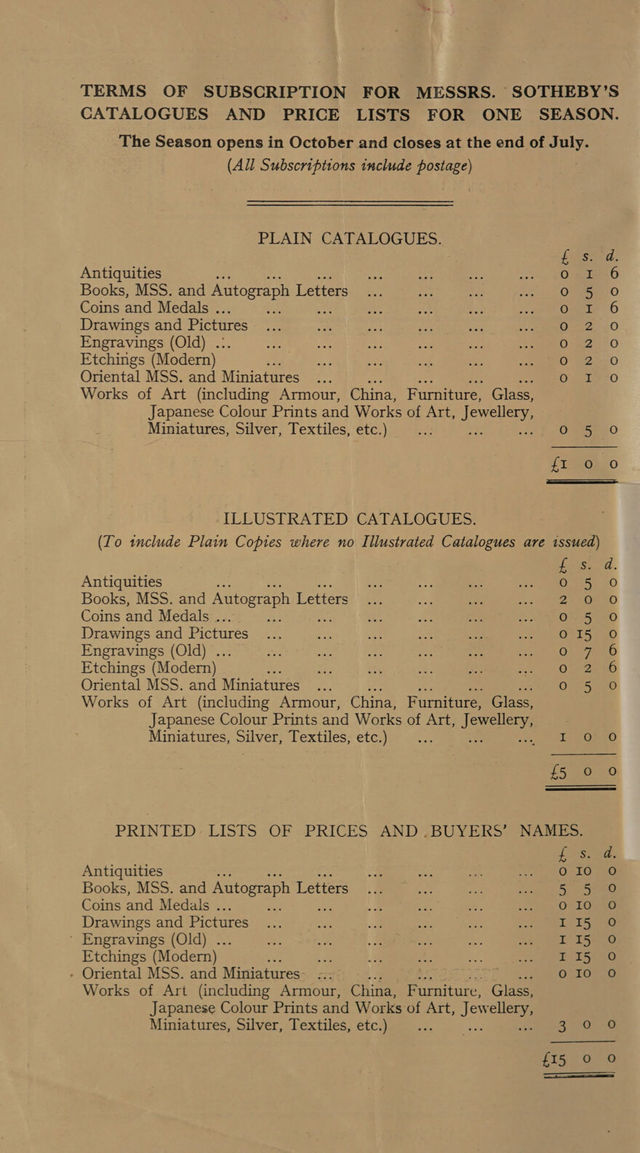 TERMS OF SUBSCRIPTION FOR MESSRS. SOTHEBY'S
CATALOGUES AND PRICE LISTS FOR ONE SEASON.
The Season opens in October and closes at the end of July.
(All Subscriptions include postage)
PLAIN CATALOGUES.
£ s. d.
Antiquities ... ... ... ... ... ... ... 0 1 6
Books, MSS. and Autograph Letters ... ... ... ... 0 5 0
Coins and Medals ... ... ... ... ... ... ... 0 1 6
Drawings and Pictures ... ... ... ... ... ... 0 2 0
Engravings (Old) ... ... ... ... ... ... ... 0 2 0
Etchings (Modern) ... ... ... ... ... ... 0 2 0
Oriental MSS. and Miniatures ... ... ... ... ... 0 1 0
Works of Art (including Armour, China, Furniture, Glass,
Japanese Colour Prints and Works of Art, Jewellery,
Miniatures, Silver, Textiles, etc.) ... ... ... 0 5 0
£1 0 0
ILLUSTRATED CATALOGUES.
(To include Plain Copies where no Illustrated Catalogues are issued)
£ s. d.
Antiquities ... ... ... ... ... ... ... 0 5 0
Books, MSS. and Autograph Letters ... ... ... ... 2 0 0
Coins and Medals ... ... ... ... ... ... ... 0 5 0
Drawings and Pictures ... ... ... ... ... ... 0 15 0
Engravings (Old) ... ... ... ... ... ... ... 0 7 6
Etchings (Modern) ... ... ... ... ... ... 0 2 6
Oriental MSS. and Miniatures ... ... ... ... ... 0 5 0
Works of Art (including Armour, China, Furniture, Glass,
Japanese Colour Prints and Works of Art, Jewellery,
Miniatures, Silver, Textiles, etc.) ... ... ... 1 0 0
£5 0 0
PRINTED LISTS OF PRICES AND BUYERS' NAMES.
£ s. d.
Antiquities ... ... ... ... ... ... ... 0 10 0
Books, MSS. and Autograph Letters ... ... ... ... 5 5 0
Coins and Medals ... ... ... ... ... ... ... 0 10 0
Drawings and Pictures ... ... ... ... ... ... 1 15 0
Engravings (Old) ... ... ... ... ... ... ... 1 15 0
Etchings (Modern) ... ... ... ... ... ... 1 15 0
Oriental MSS. and Miniatures ... ... ... ... ... 0 10 0
Works of Art (including Armour, China, Furniture, Glass,
Japanese Colour Prints and Works of Art, Jewellery,
Miniatures, Silver, Textiles, etc.) ... ... ... 3 0 0
£15 0 0